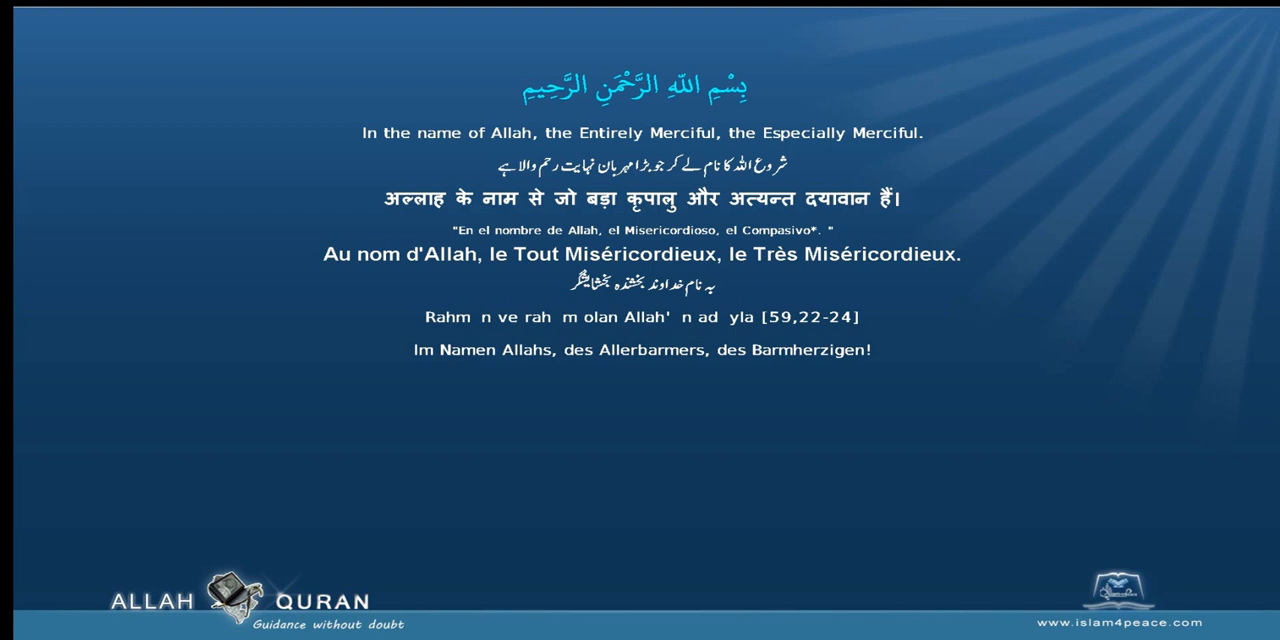 بِسْمِ اللّهِ الرَّحْمَنِ الرَّحِيمِ
In the name of Allah, the Entirely Merciful, the Especially Merciful.
شروع اللہ کا نام لے کر جو بڑا مہربان نہایت رحم والا ہے
अल्लाह के नाम से जो बड़ा कृपालु और अत्यन्त दयावान हैं।
"En el nombre de Allah, el Misericordioso, el Compasivo*. "
Au nom d'Allah, le Tout Miséricordieux, le Très Miséricordieux.
به نام خداوند بخشنده بخشایشگر
Rahm n ve rah m olan Allah' n ad yla [59,22-24]
Im Namen Allahs, des Allerbarmers, des Barmherzigen!
ALLAH QURAN
Guidance without doubt
www.islam4peace.com